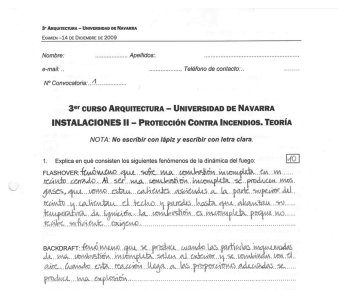 3º ARQUITECTURA – UNIVERSIDAD DE NAVARRA
EXAMEN - 14 DE DICIEMBRE DE 2009
Nombre: Apellidos:
e-mail: Teléfono de contacto:
Nº Convocatoria: 1
3er CURSO ARQUITECTURA – UNIVERSIDAD DE NAVARRA
INSTALACIONES II – PROTECCIÓN CONTRA INCENDIOS. TEORÍA
NOTA: No escribir con lápiz y escribir con letra clara.
1. Explica en qué consisten los siguientes fenómenos de la dinámica del fuego: 10
FLASHOVER: fenómeno que sufre una combustión incompleta en un
recinto cerrado. Al ser una combustión incompleta se producen unos
gases, que como estan calientes ascienden a la parte superior del
recinto y calientan el techo y paredes hasta que alcanzan su
temperatura de ignición. La combustión es incompleta porque no
recibe suficiente oxígeno.
BACKDRAFT: fenómeno que se produce cuando las partículas inquemadas
de una combustión incompleta salen al exterior y se combinan con el
aire. Cuando esta reacción llega a las proporciones adecuadas se
produce una explosión.